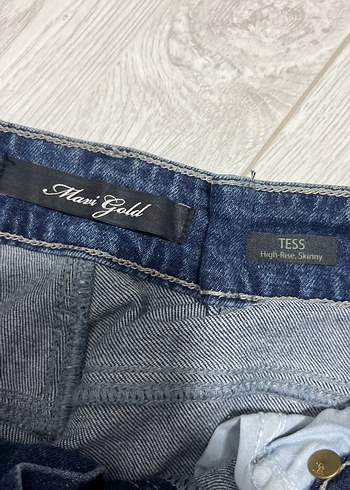 Mavi Gold
TESS
High-Rise, Skinny